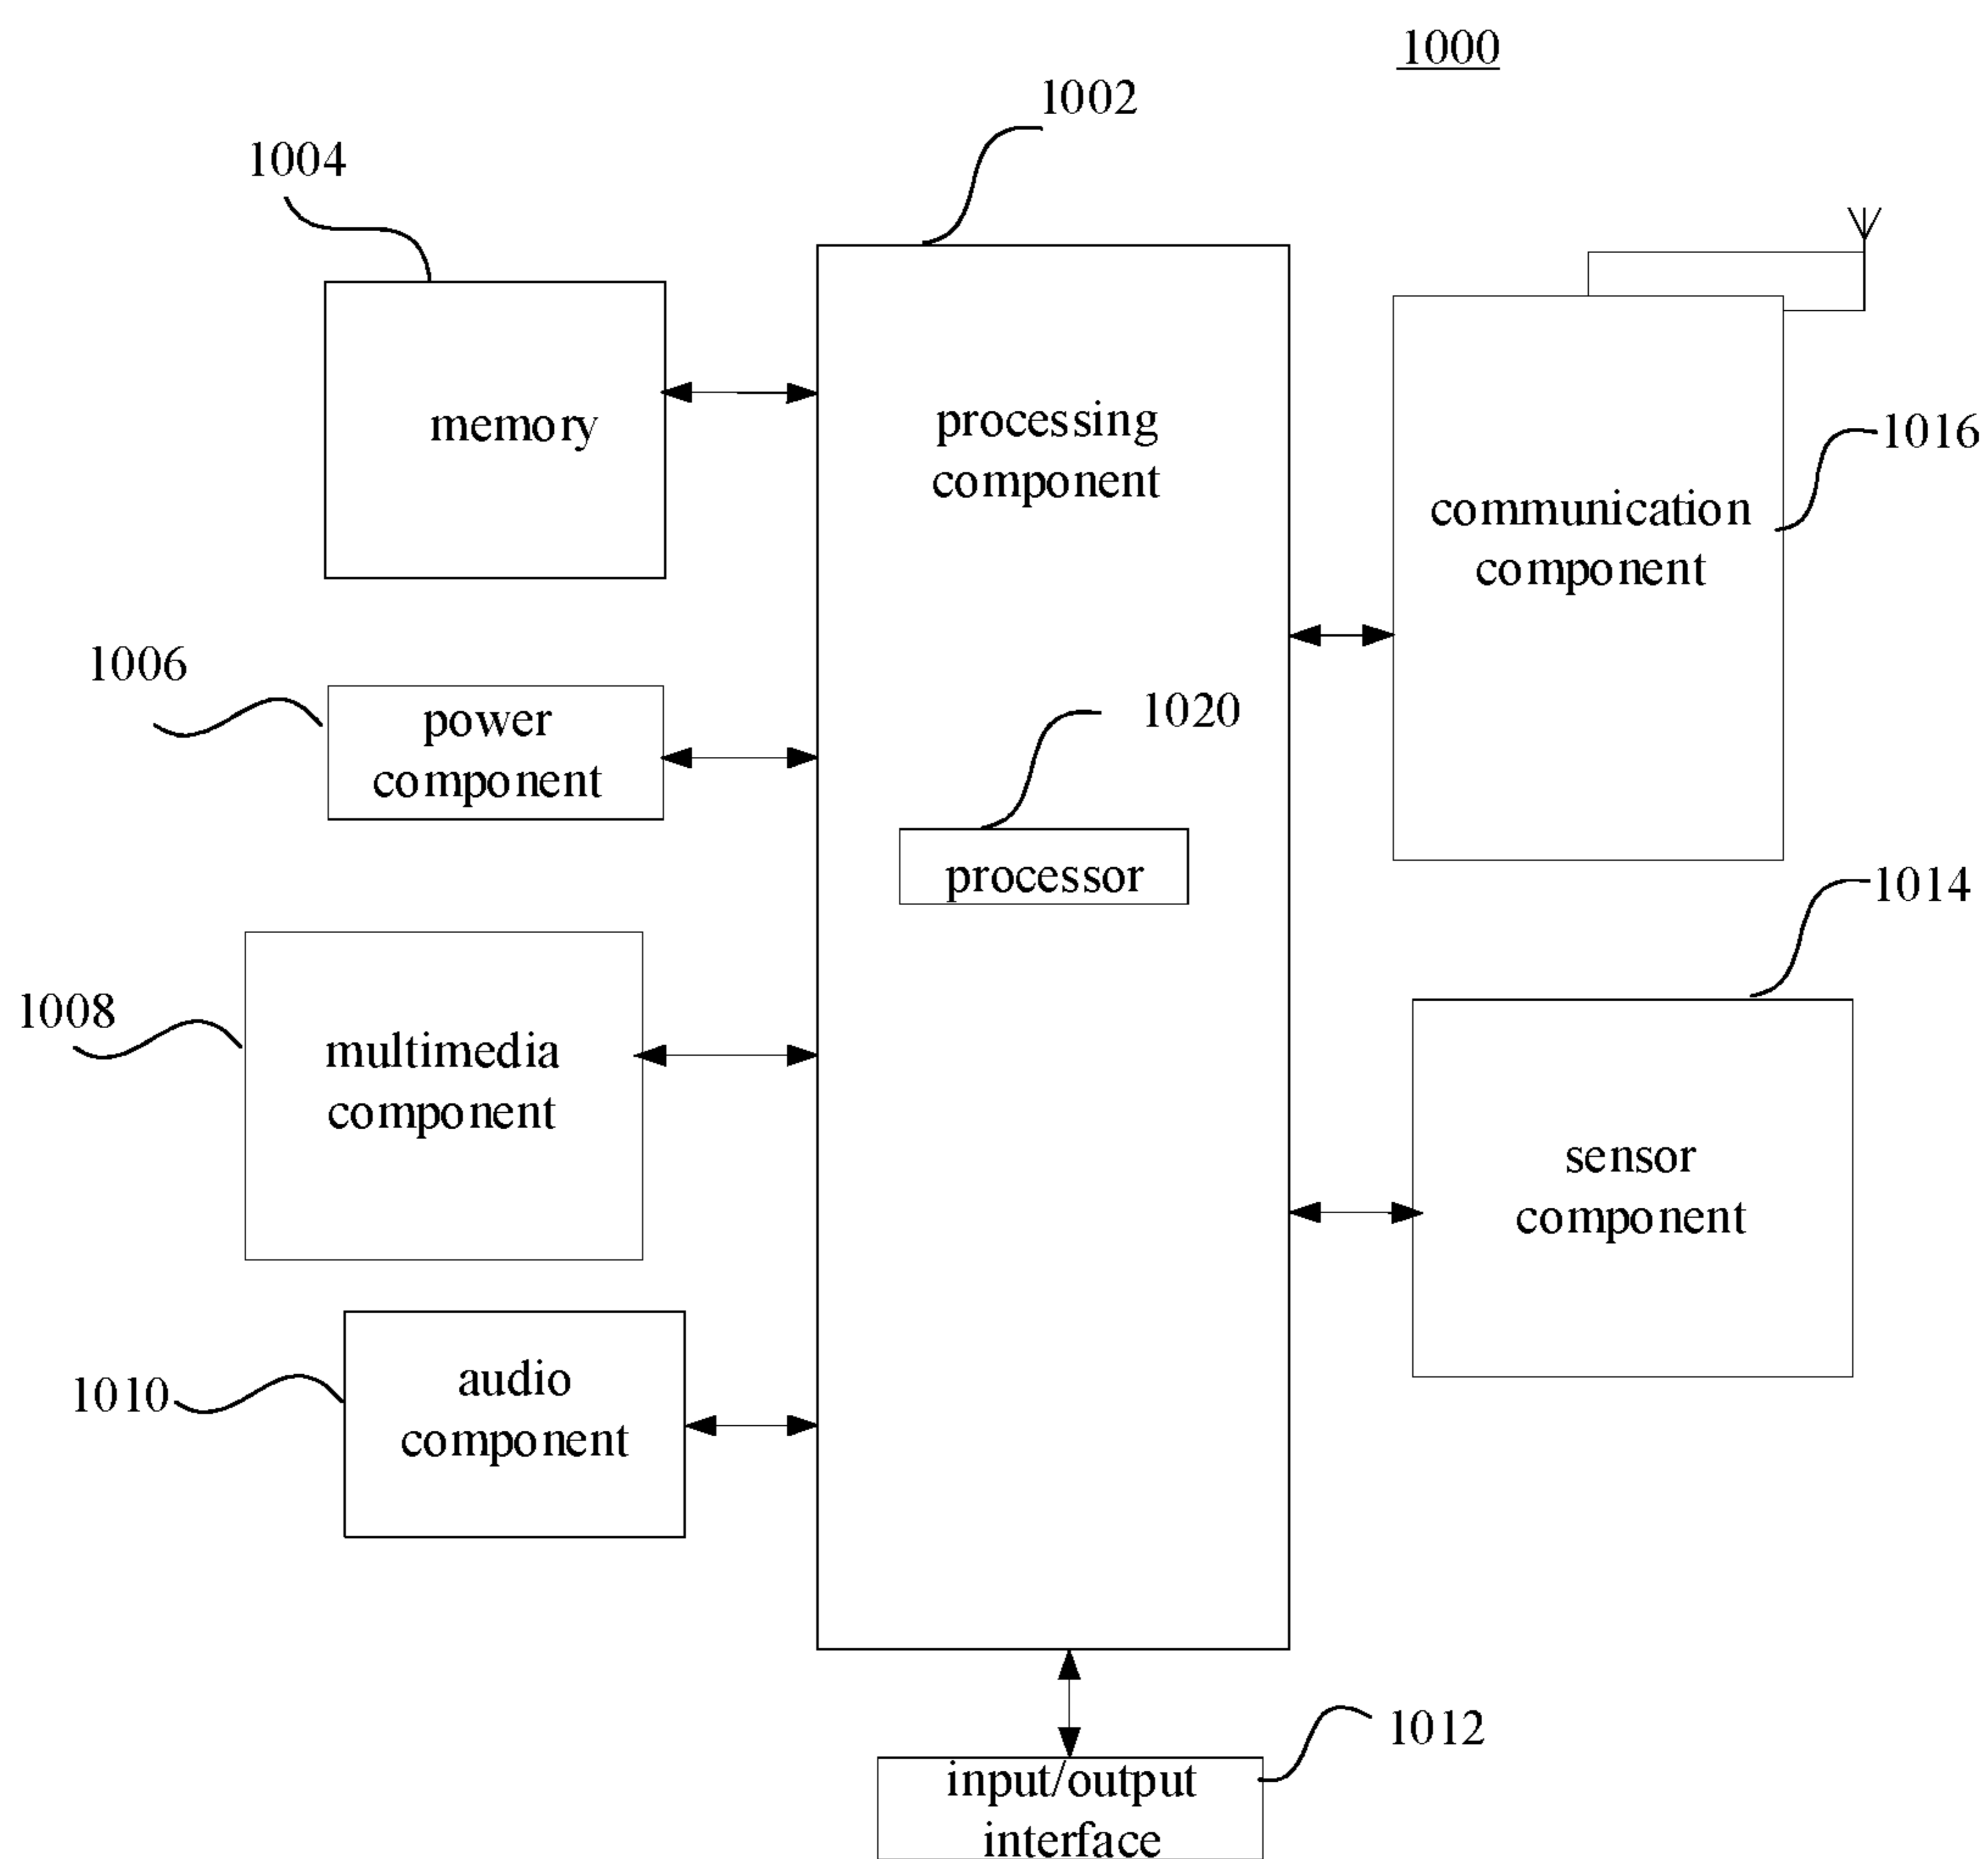 1000
1002
1004
memory
processing
component
1016
communication
component
1006
power
component
1020
processor
1014
1008
multimedia
component
sensor
component
1010
audio
component
1012
input/output
interface